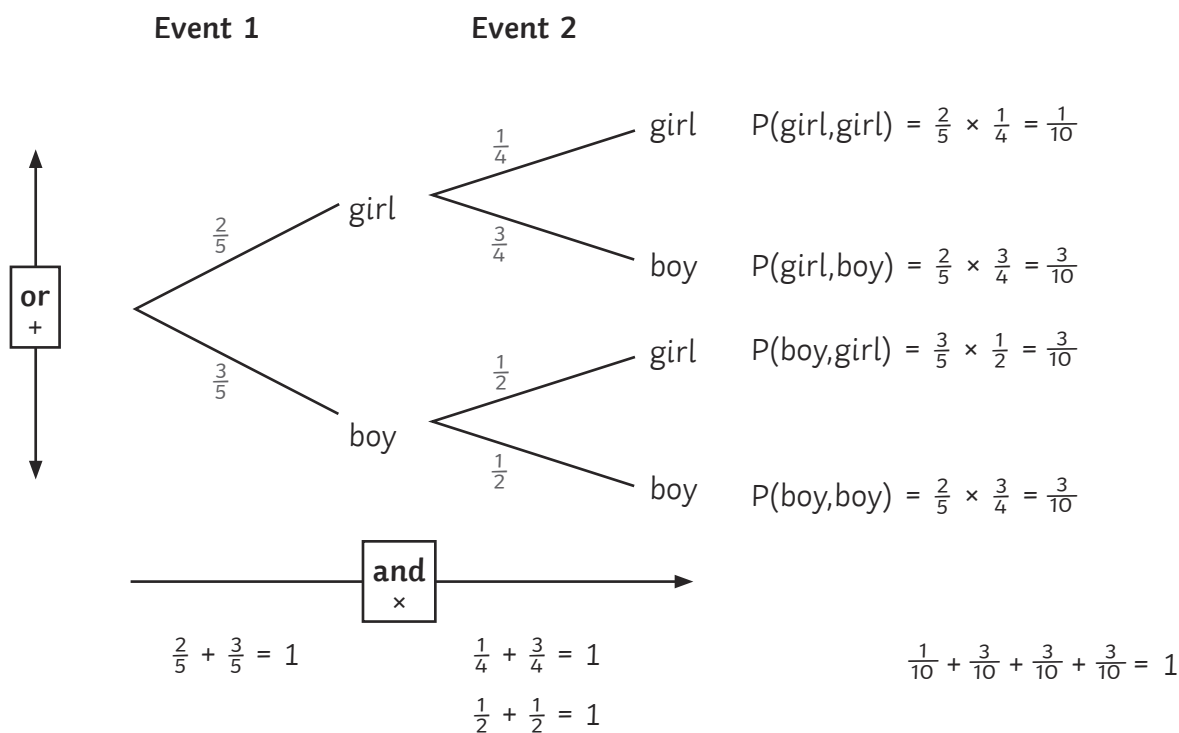 Event 1 Event 2
1/4 girl P(girl,girl) = 2/5 × 1/4 = 1/10
2/5 girl
3/4 boy P(girl,boy) = 2/5 × 3/4 = 3/10
or
+
1/2 girl P(boy,girl) = 3/5 × 1/2 = 3/10
3/5 boy
1/2 boy P(boy,boy) = 2/5 × 3/4 = 3/10
and
×
2/5 + 3/5 = 1 1/4 + 3/4 = 1 1/10 + 3/10 + 3/10 + 3/10 = 1
1/2 + 1/2 = 1